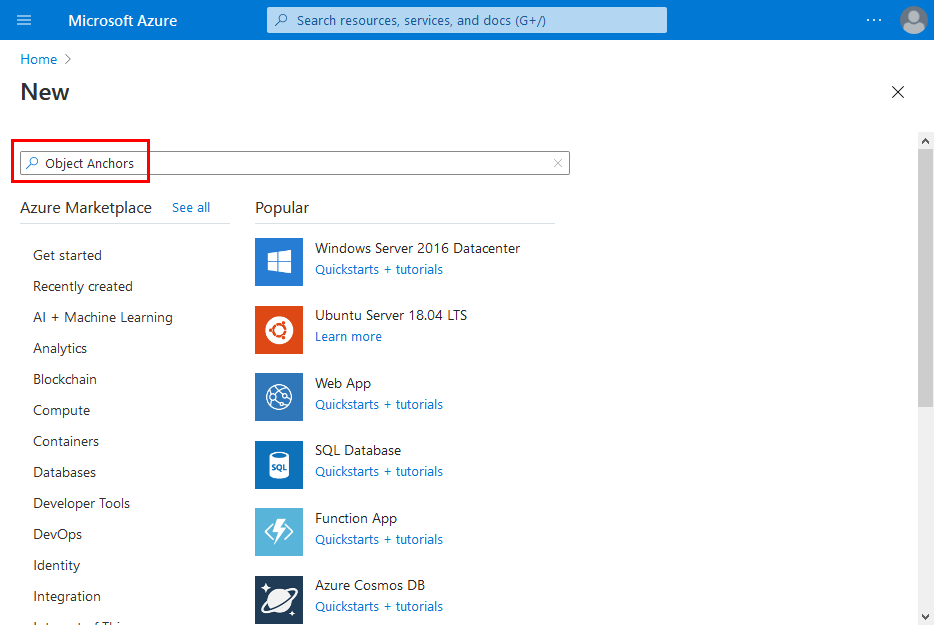 Microsoft Azure
Search resources, services, and docs (G+/)
Home
New
Object Anchors
Azure Marketplace
See all
Get started
Recently created
AI + Machine Learning
Analytics
Blockchain
Compute
Containers
Databases
Developer Tools
DevOps
Identity
Integration
Popular
Windows Server 2016 Datacenter
Quickstarts + tutorials
Ubuntu Server 18.04 LTS
Learn more
Web App
Quickstarts + tutorials
SQL
SQL Database
Quickstarts + tutorials
Function App
Quickstarts + tutorials
Azure Cosmos DB
Quickstarts + tutorials